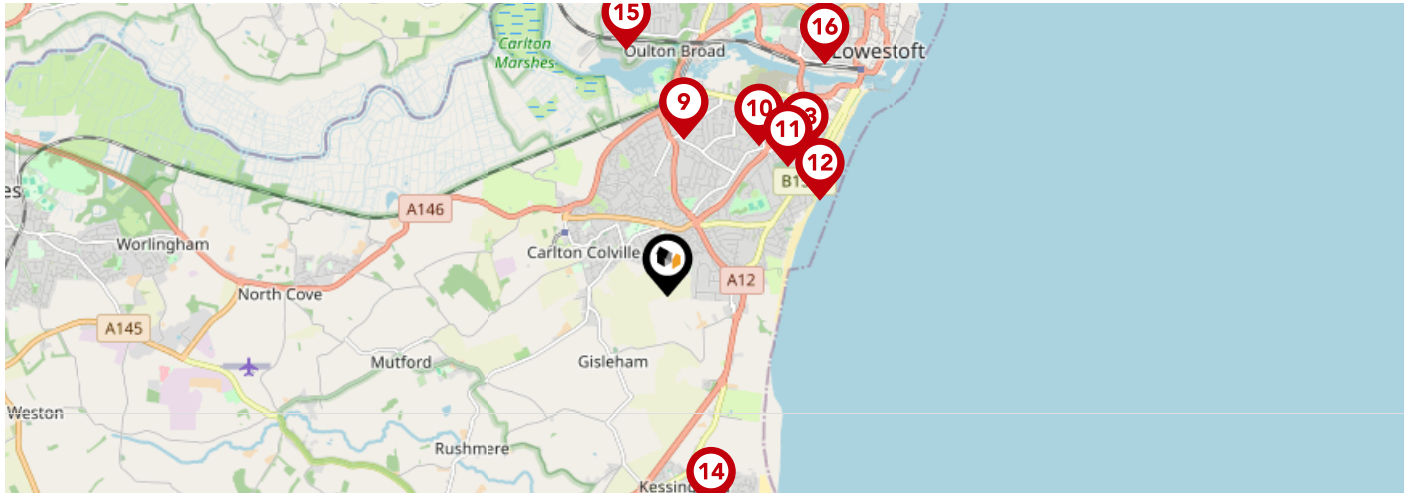 15
16
Carlton
Marshes
Oulton Broad
Lowestoft
9
10
11
12
A146
Worlingham
Carlton Colville
A12
North Cove
A145
Mutford
Gisleham
Weston
Rushmere
14